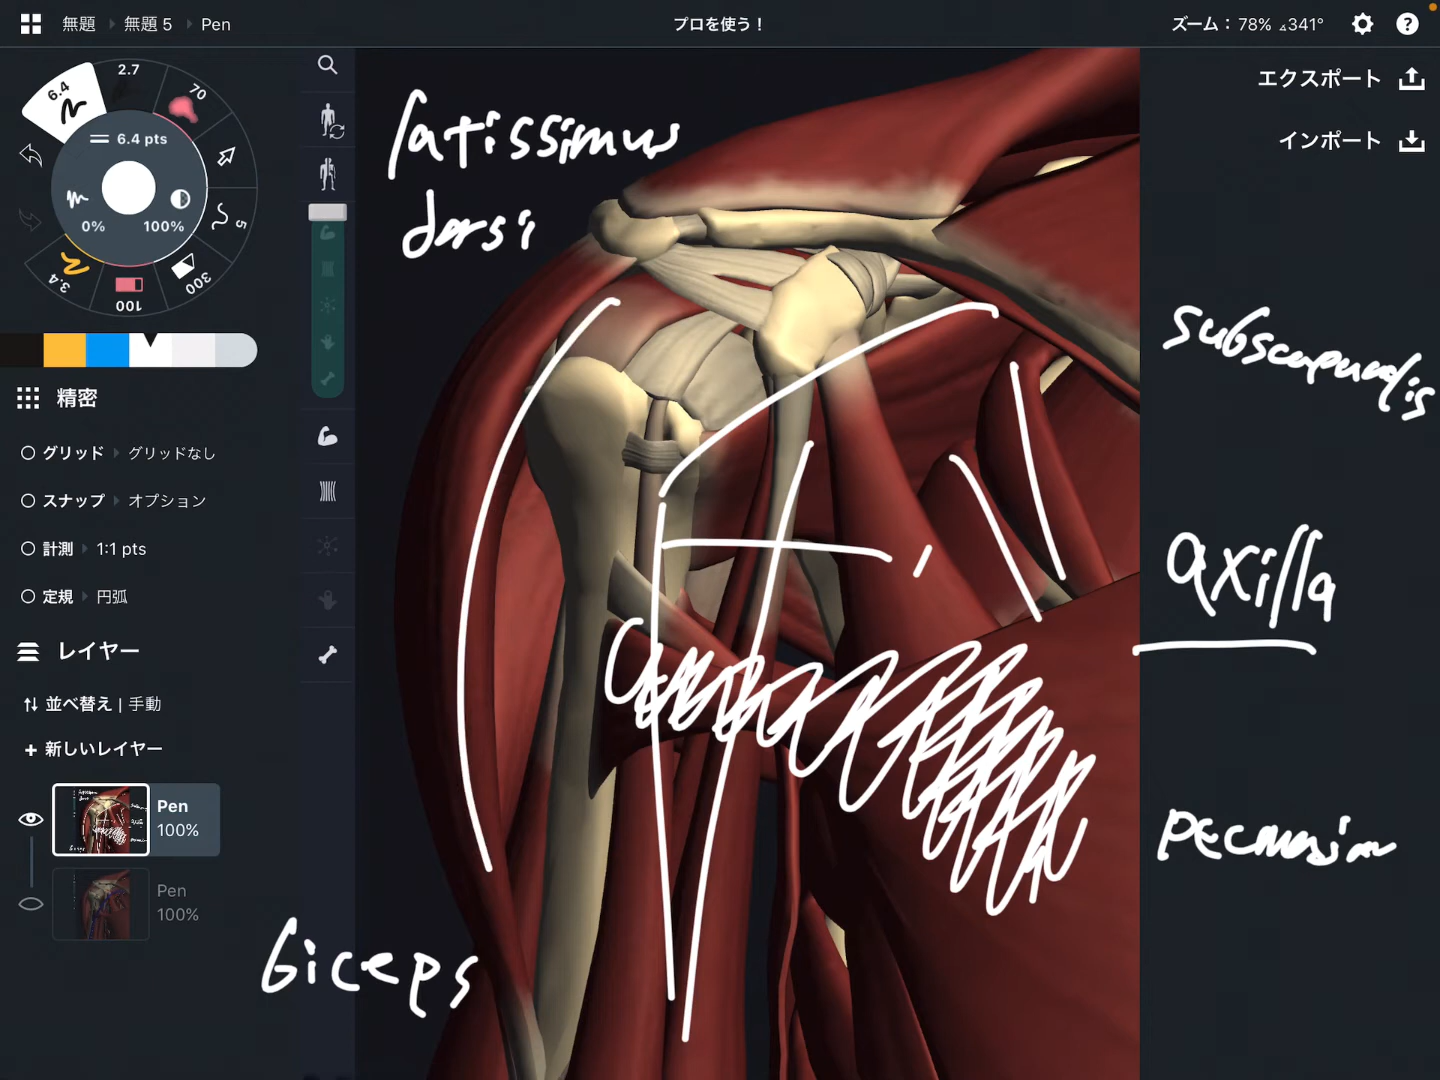 無題 無題 5 Pen
プロを使う！
ズーム： 78% ⊿341°
エクスポート
インポート
6.4
2.7
70
5
300
100
3.4
6.4 pts
0%
100%
精密
グリッド グリッドなし
スナップ オプション
計測 1:1 pts
定規 円弧
レイヤー
並べ替え | 手動
+ 新しいレイヤー
Pen
100%
Pen
100%
latissimus
dorsi
subscapularis
axilla
biceps